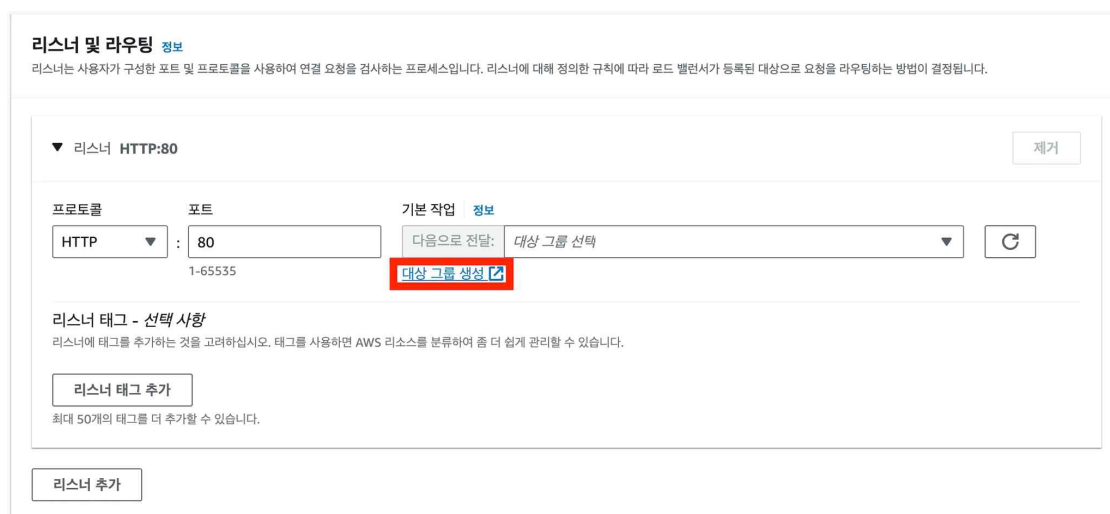 리스너 및 라우팅 정보
리스너는 사용자가 구성한 포트 및 프로토콜을 사용하여 연결 요청을 검사하는 프로세스입니다. 리스너에 대해 정의한 규칙에 따라 로드 밸런서가 등록된 대상으로 요청을 라우팅하는 방법이 결정됩니다.
리스너 HTTP:80
제거
프로토콜 포트 기본 작업 정보
HTTP : 80 다음으로 전달: 대상 그룹 선택
1-65535 대상 그룹 생성
리스너 태그 - 선택 사항
리스너에 태그를 추가하는 것을 고려하십시오. 태그를 사용하면 AWS 리소스를 분류하여 좀 더 쉽게 관리할 수 있습니다.
리스너 태그 추가
최대 50개의 태그를 더 추가할 수 있습니다.
리스너 추가